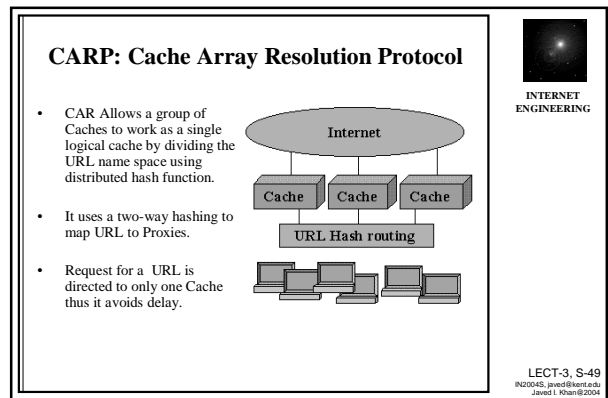 CARP: Cache Array Resolution Protocol
• CAR Allows a group of
Caches to work as a single
logical cache by dividing the
URL name space using
distributed hash function.
• It uses a two-way hashing to
map URL to Proxies.
• Request for a URL is
directed to only one Cache
thus it avoids delay.
Internet
Cache Cache Cache
URL Hash routing
INTERNET
ENGINEERING
LECT-3, S-49
IN2004S, javed@kent.edu
Javed I. Khan@2004